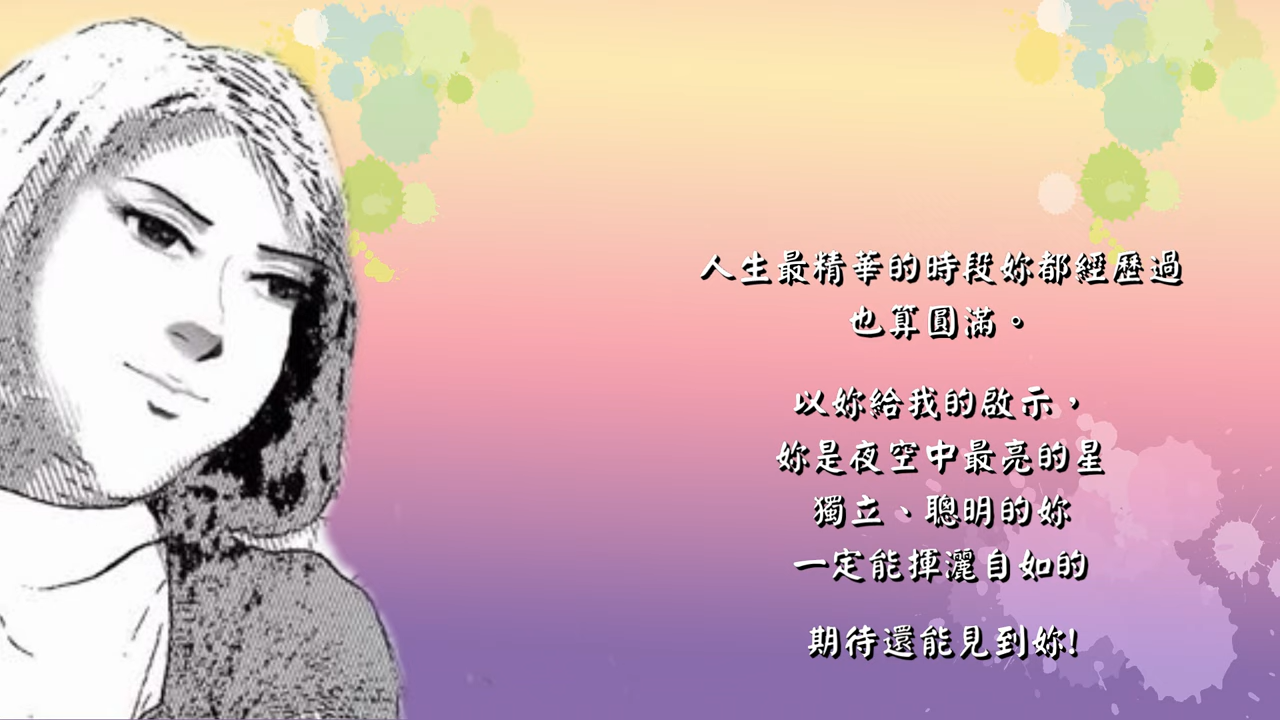 人生最精華的時段妳都經歷過
也算圓滿。
以妳給我的啟示，
妳是夜空中最亮的星
獨立、聰明的妳
一定能揮灑自如的
期待還能見到妳!